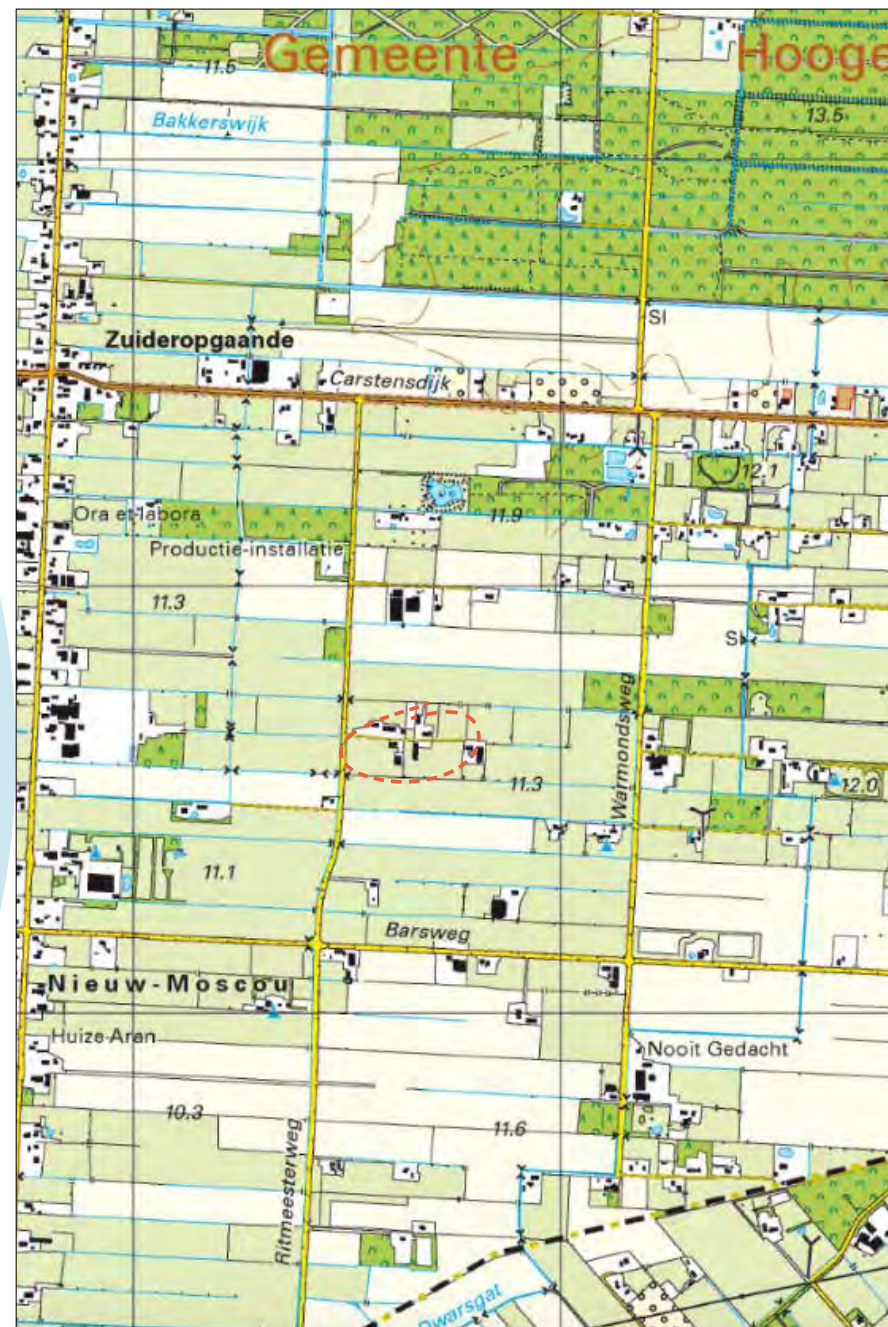 Gemeente Hooge
11.5
Bakkerswijk
13.5
Sl
Zuideropgaande
Carstensdijk
12.1
Ora et labora
11.9
Productie-installatie
11.3
Sl
Warmondsweg
11.3
12.0
11.1
Barsweg
Nieuw-Moscou
Huize Aran
Nooit Gedacht
10.3
11.6
Ritmeesterweg
Dwarsgat